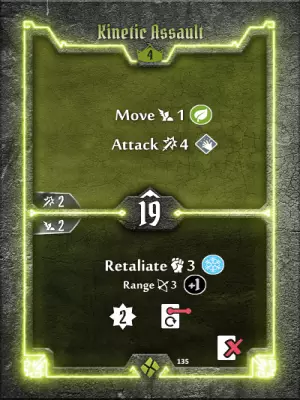 Kinetic Assault
4
Move 1
Attack 4
2
19
2
Retaliate 3
Range 3 +1
2
135